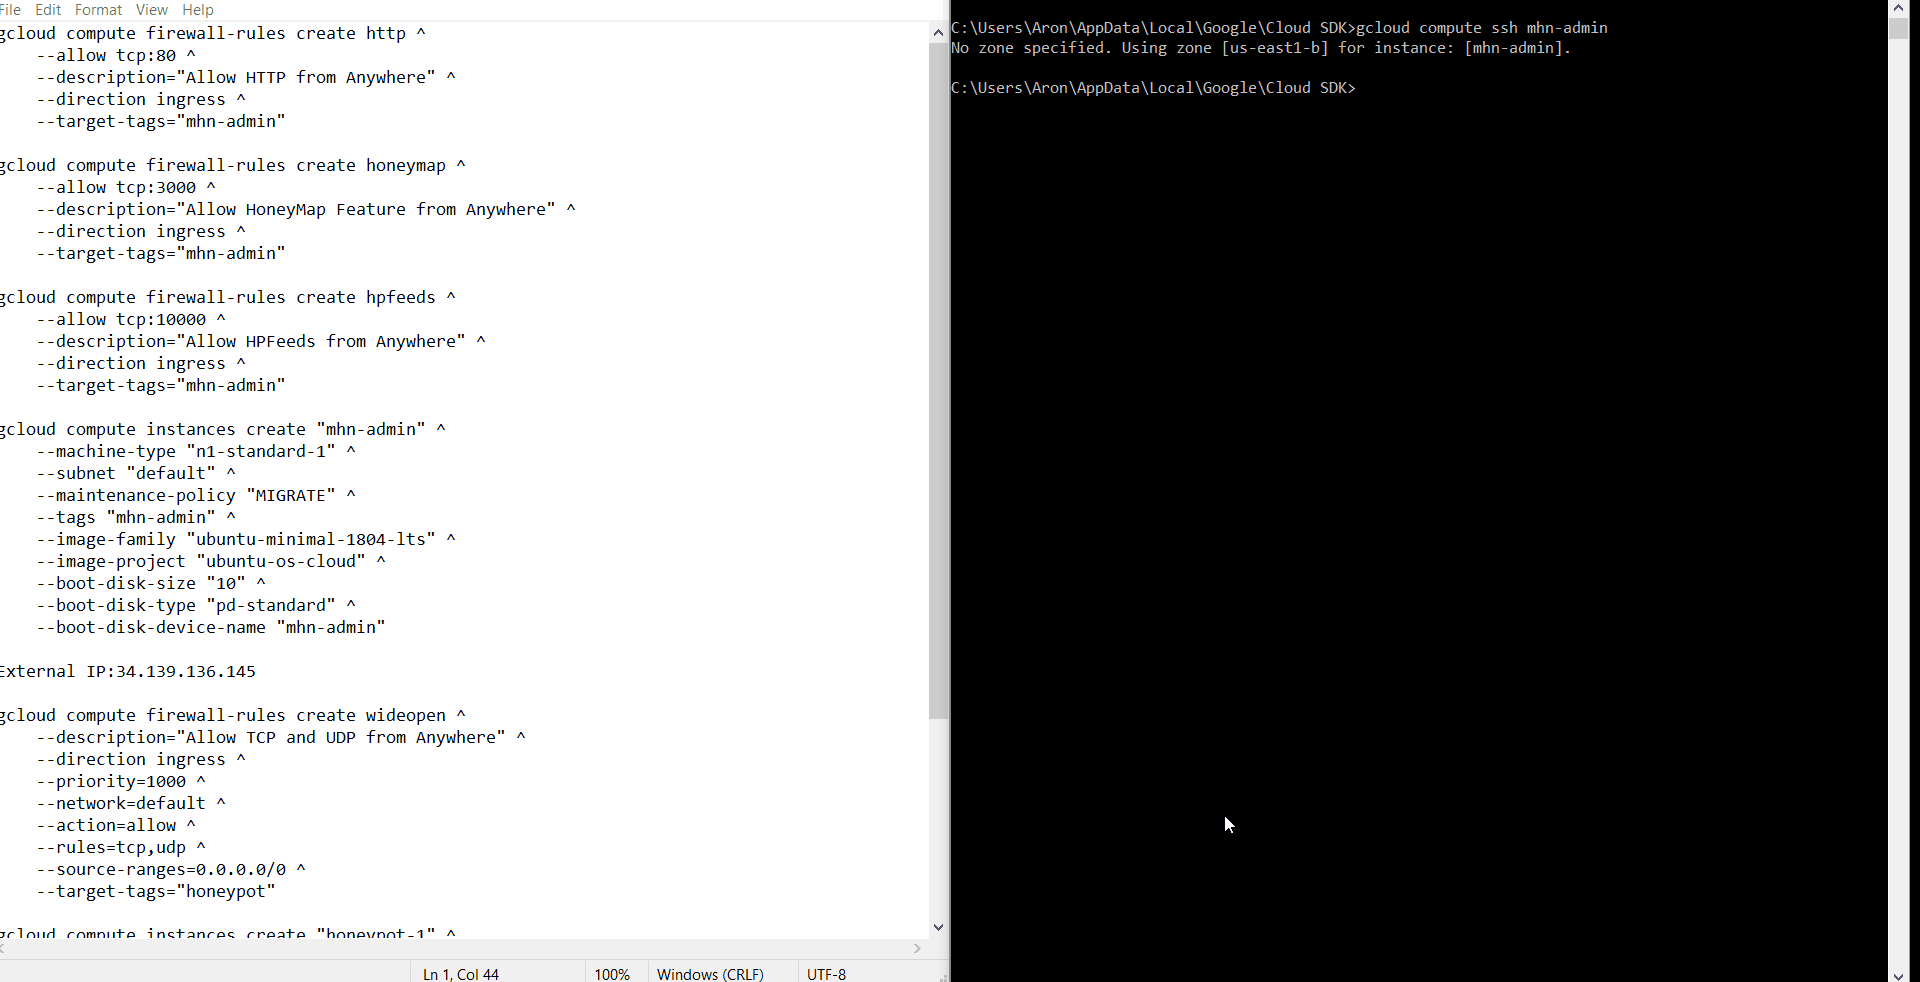 File Edit Format View Help
gcloud compute firewall-rules create http ^
--allow tcp:80 ^
--description="Allow HTTP from Anywhere" ^
--direction ingress ^
--target-tags="mhn-admin"
gcloud compute firewall-rules create honeymap ^
--allow tcp:3000 ^
--description="Allow HoneyMap Feature from Anywhere" ^
--direction ingress ^
--target-tags="mhn-admin"
gcloud compute firewall-rules create hpfeeds ^
--allow tcp:10000 ^
--description="Allow HPFeeds from Anywhere" ^
--direction ingress ^
--target-tags="mhn-admin"
gcloud compute instances create "mhn-admin" ^
--machine-type "n1-standard-1" ^
--subnet "default" ^
--maintenance-policy "MIGRATE" ^
--tags "mhn-admin" ^
--image-family "ubuntu-minimal-1804-lts" ^
--image-project "ubuntu-os-cloud" ^
--boot-disk-size "10" ^
--boot-disk-type "pd-standard" ^
--boot-disk-device-name "mhn-admin"
External IP:34.139.136.145
gcloud compute firewall-rules create wideopen ^
--description="Allow TCP and UDP from Anywhere" ^
--direction ingress ^
--priority=1000 ^
--network=default ^
--action=allow ^
--rules=tcp,udp ^
--source-ranges=0.0.0.0/0 ^
--target-tags="honeypot"
gcloud compute instances create "honeypot-1" ^
Ln 1, Col 44 100% Windows (CRLF) UTF-8
C:\Users\Aron\AppData\Local\Google\Cloud SDK>gcloud compute ssh mhn-admin
No zone specified. Using zone [us-east1-b] for instance: [mhn-admin].
C:\Users\Aron\AppData\Local\Google\Cloud SDK>